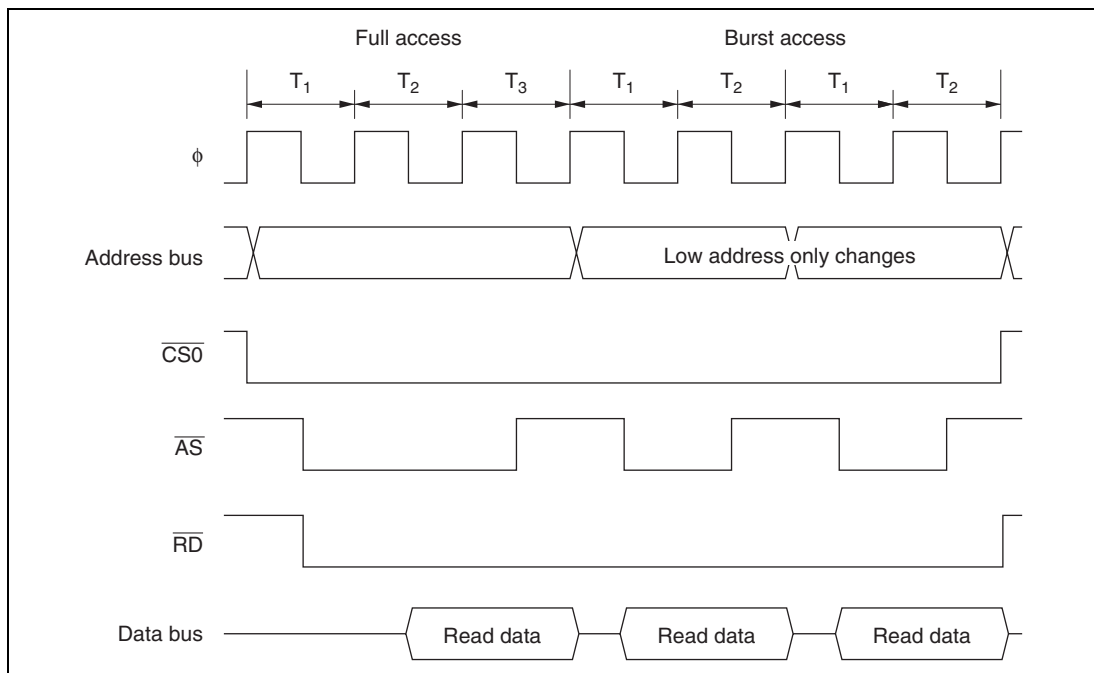 Full access Burst access
T1 T2 T3 T1 T2 T1 T2
ϕ
Address bus Low address only changes
CS0
AS
RD
Data bus Read data Read data Read data